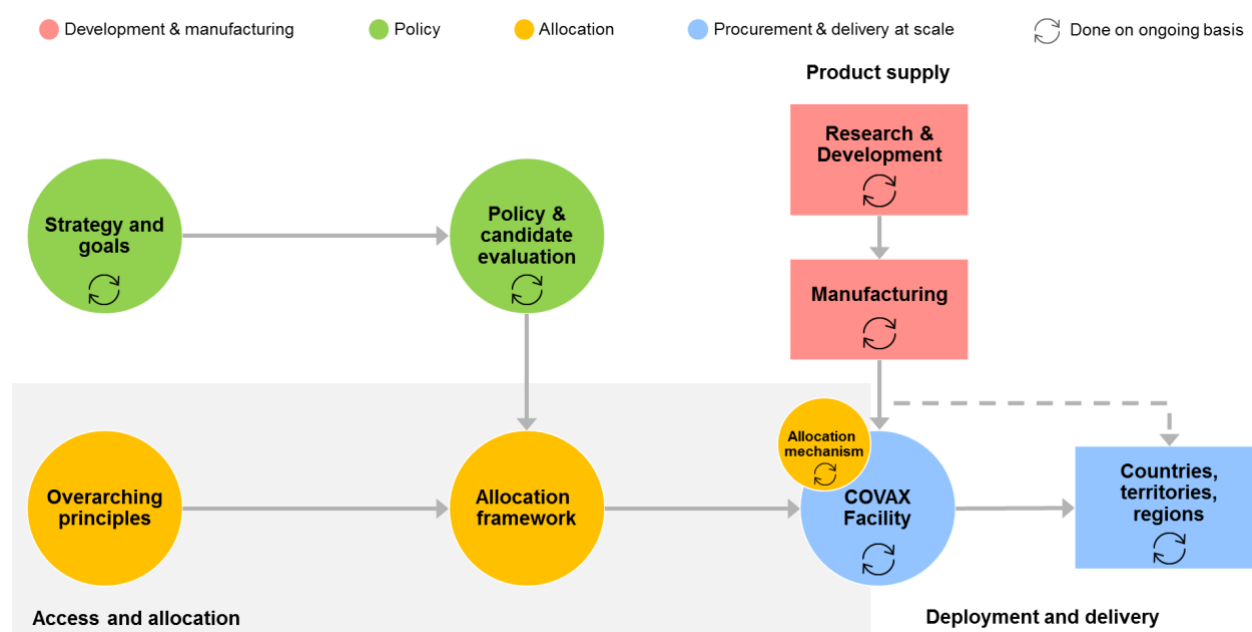 Development & manufacturing
Policy
Allocation
Procurement & delivery at scale
Done on ongoing basis
Product supply
Research &
Development
Strategy and
goals
Policy &
candidate
evaluation
Manufacturing
Allocation
mechanism
Overarching
principles
Allocation
framework
COVAX
Facility
Countries,
territories,
regions
Access and allocation
Deployment and delivery